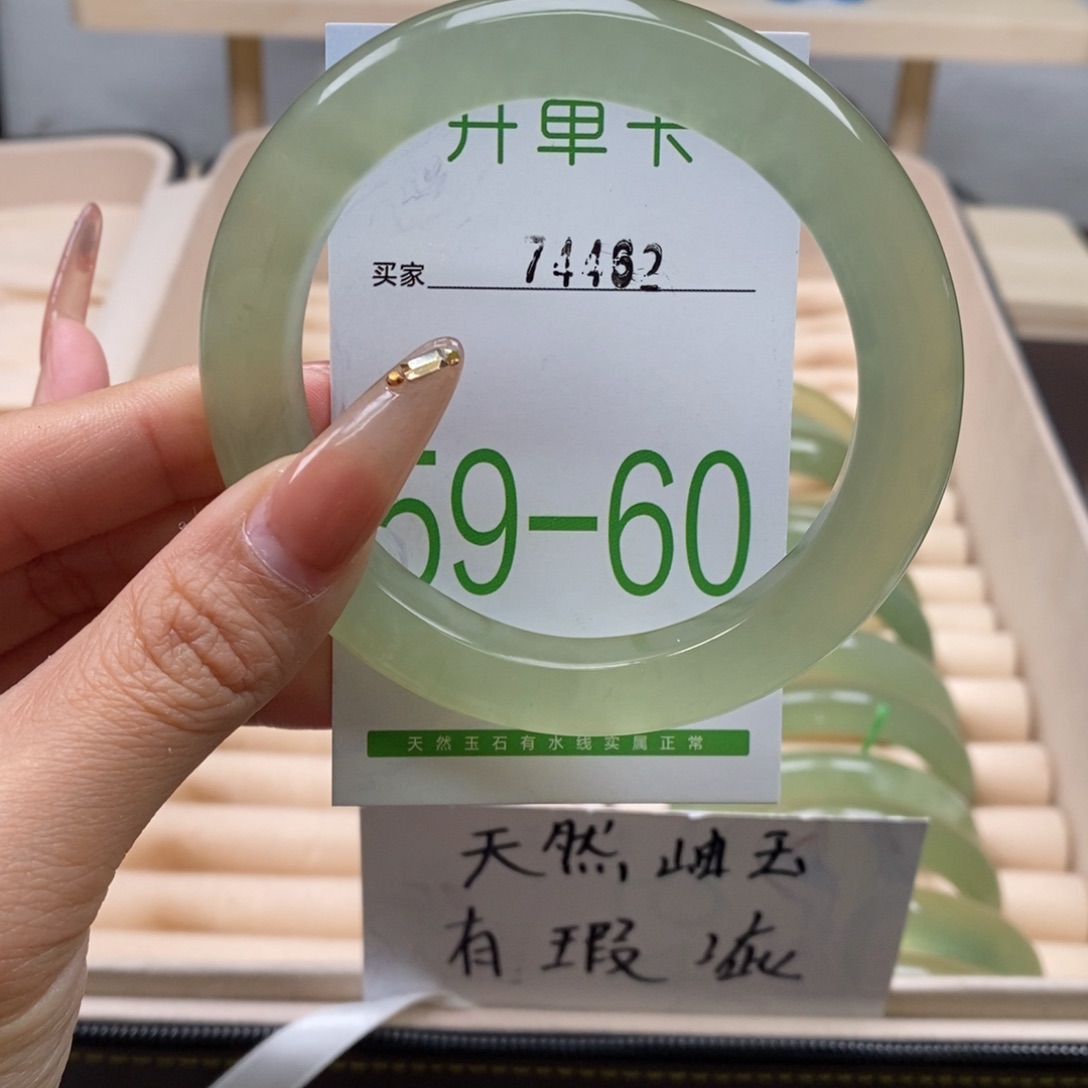 开单卡
买家 74462
59-60
天然玉石有水线实属正常
天然岫玉
有瑕疵